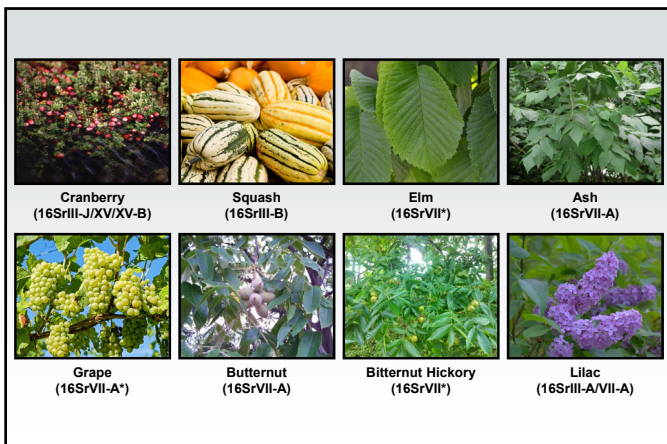 Cranberry
(16SrIII-J/XV/XV-B)
Squash
(16SrIII-B)
Elm
(16SrVII*)
Ash
(16SrVII-A)
Grape
(16SrVII-A*)
Butternut
(16SrVII-A)
Bitternut Hickory
(16SrVII*)
Lilac
(16SrIII-A/VII-A)